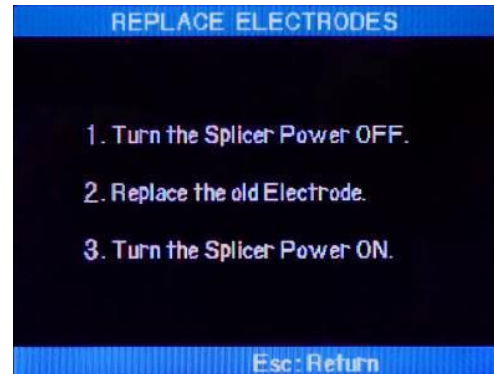 REPLACE ELECTRODES
1. Turn the Splicer Power OFF.
2. Replace the old Electrode.
3. Turn the Splicer Power ON.
Esc: Return